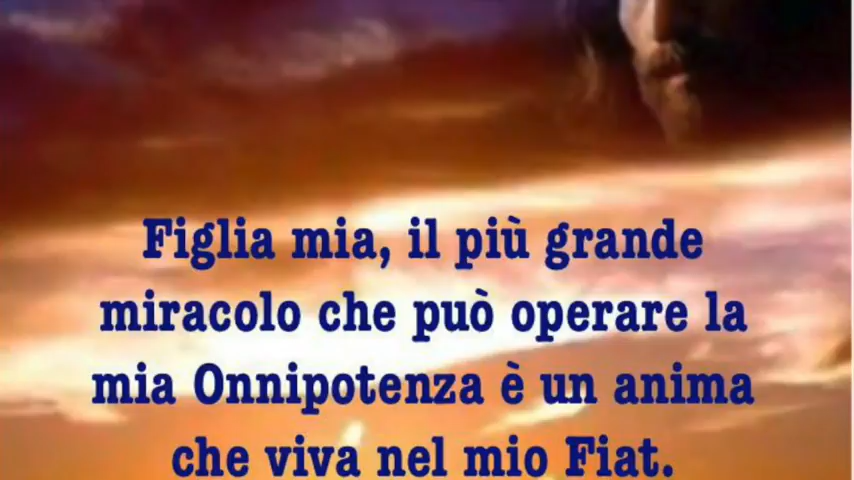 Figlia mia, il più grande
miracolo che può operare la
mia Onnipotenza è un anima
che viva nel mio Fiat.